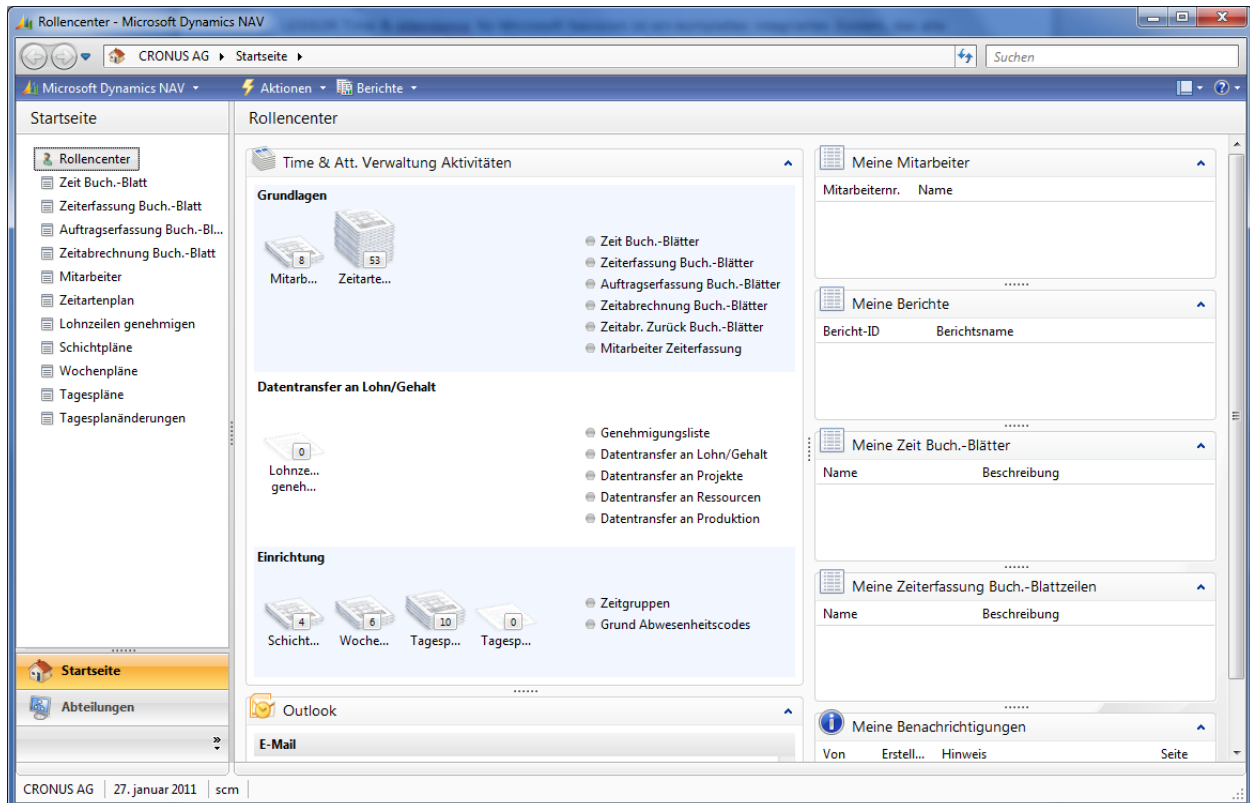 Rollencenter - Microsoft Dynamics NAV
CRONUS AG ▸ Startseite ▸
Suchen
Microsoft Dynamics NAV
Aktionen
Berichte
Startseite
Rollencenter
Rollencenter
Zeit Buch.-Blatt
Zeiterfassung Buch.-Blatt
Auftragserfassung Buch.-Bl...
Zeitabrechnung Buch.-Blatt
Mitarbeiter
Zeitartenplan
Lohnzeilen genehmigen
Schichtpläne
Wochenpläne
Tagespläne
Tagesplanänderungen
Startseite
Abteilungen
Time & Att. Verwaltung Aktivitäten
Grundlagen
8
53
Mitarb...
Zeitarte...
Zeit Buch.-Blätter
Zeiterfassung Buch.-Blätter
Auftragserfassung Buch.-Blätter
Zeitabrechnung Buch.-Blätter
Zeitabr. Zurück Buch.-Blätter
Mitarbeiter Zeiterfassung
Datentransfer an Lohn/Gehalt
0
Lohnze...
geneh...
Genehmigungsliste
Datentransfer an Lohn/Gehalt
Datentransfer an Projekte
Datentransfer an Ressourcen
Datentransfer an Produktion
Einrichtung
4
6
10
0
Schicht...
Woche...
Tagesp...
Tagesp...
Zeitgruppen
Grund Abwesenheitscodes
Outlook
E-Mail
Meine Mitarbeiter
Mitarbeiternr. Name
Meine Berichte
Bericht-ID Berichtsname
Meine Zeit Buch.-Blätter
Name Beschreibung
Meine Zeiterfassung Buch.-Blattzeilen
Name Beschreibung
Meine Benachrichtigungen
Von Erstell... Hinweis Seite
CRONUS AG 27. januar 2011 scm